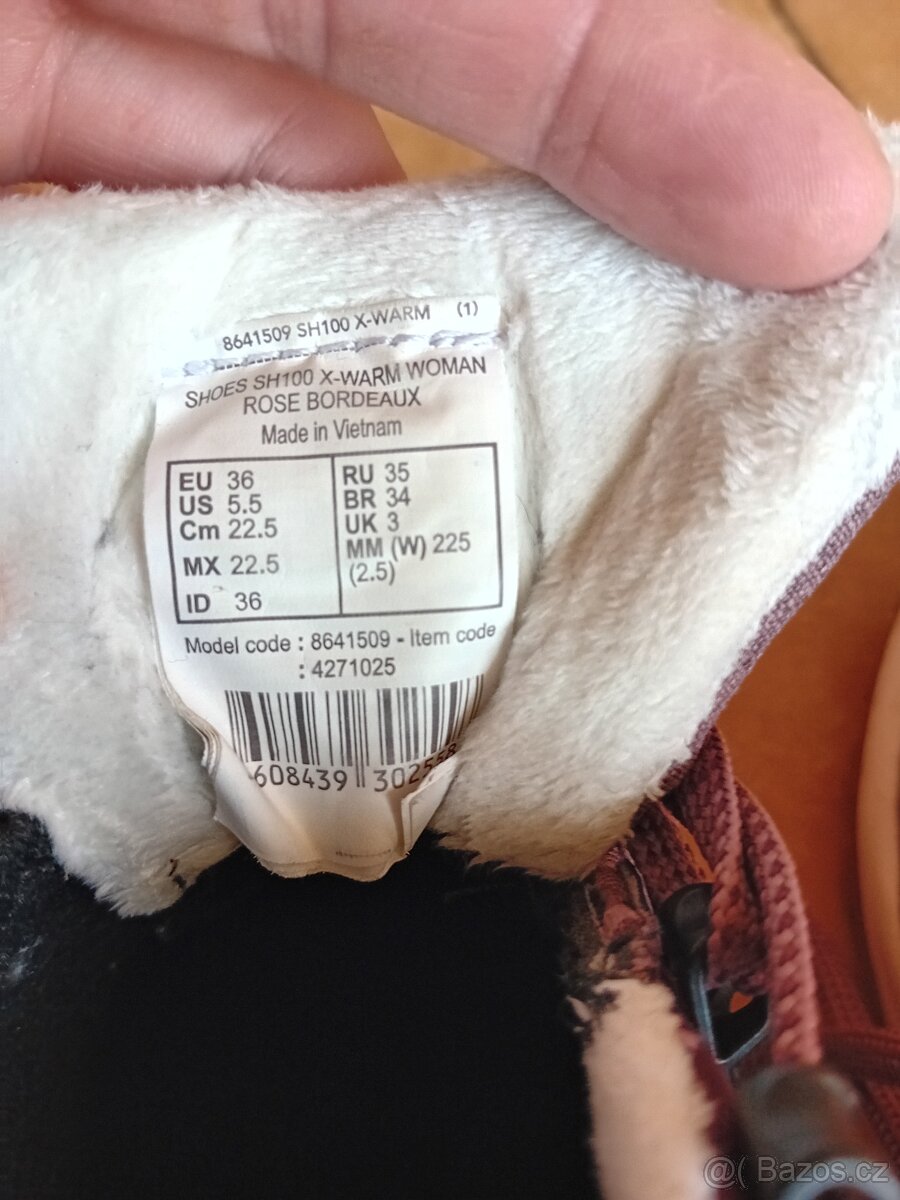 8641509 SH100 X-WARM (1)
SHOES SH100 X-WARM WOMAN
ROSE BORDEAUX
Made in Vietnam
EU 36
US 5.5
Cm 22.5
MX 22.5
ID 36
RU 35
BR 34
UK 3
MM (W) 225
(2.5)
Model code : 8641509 - Item code
: 4271025
608439 302558
@( Bazos.cz